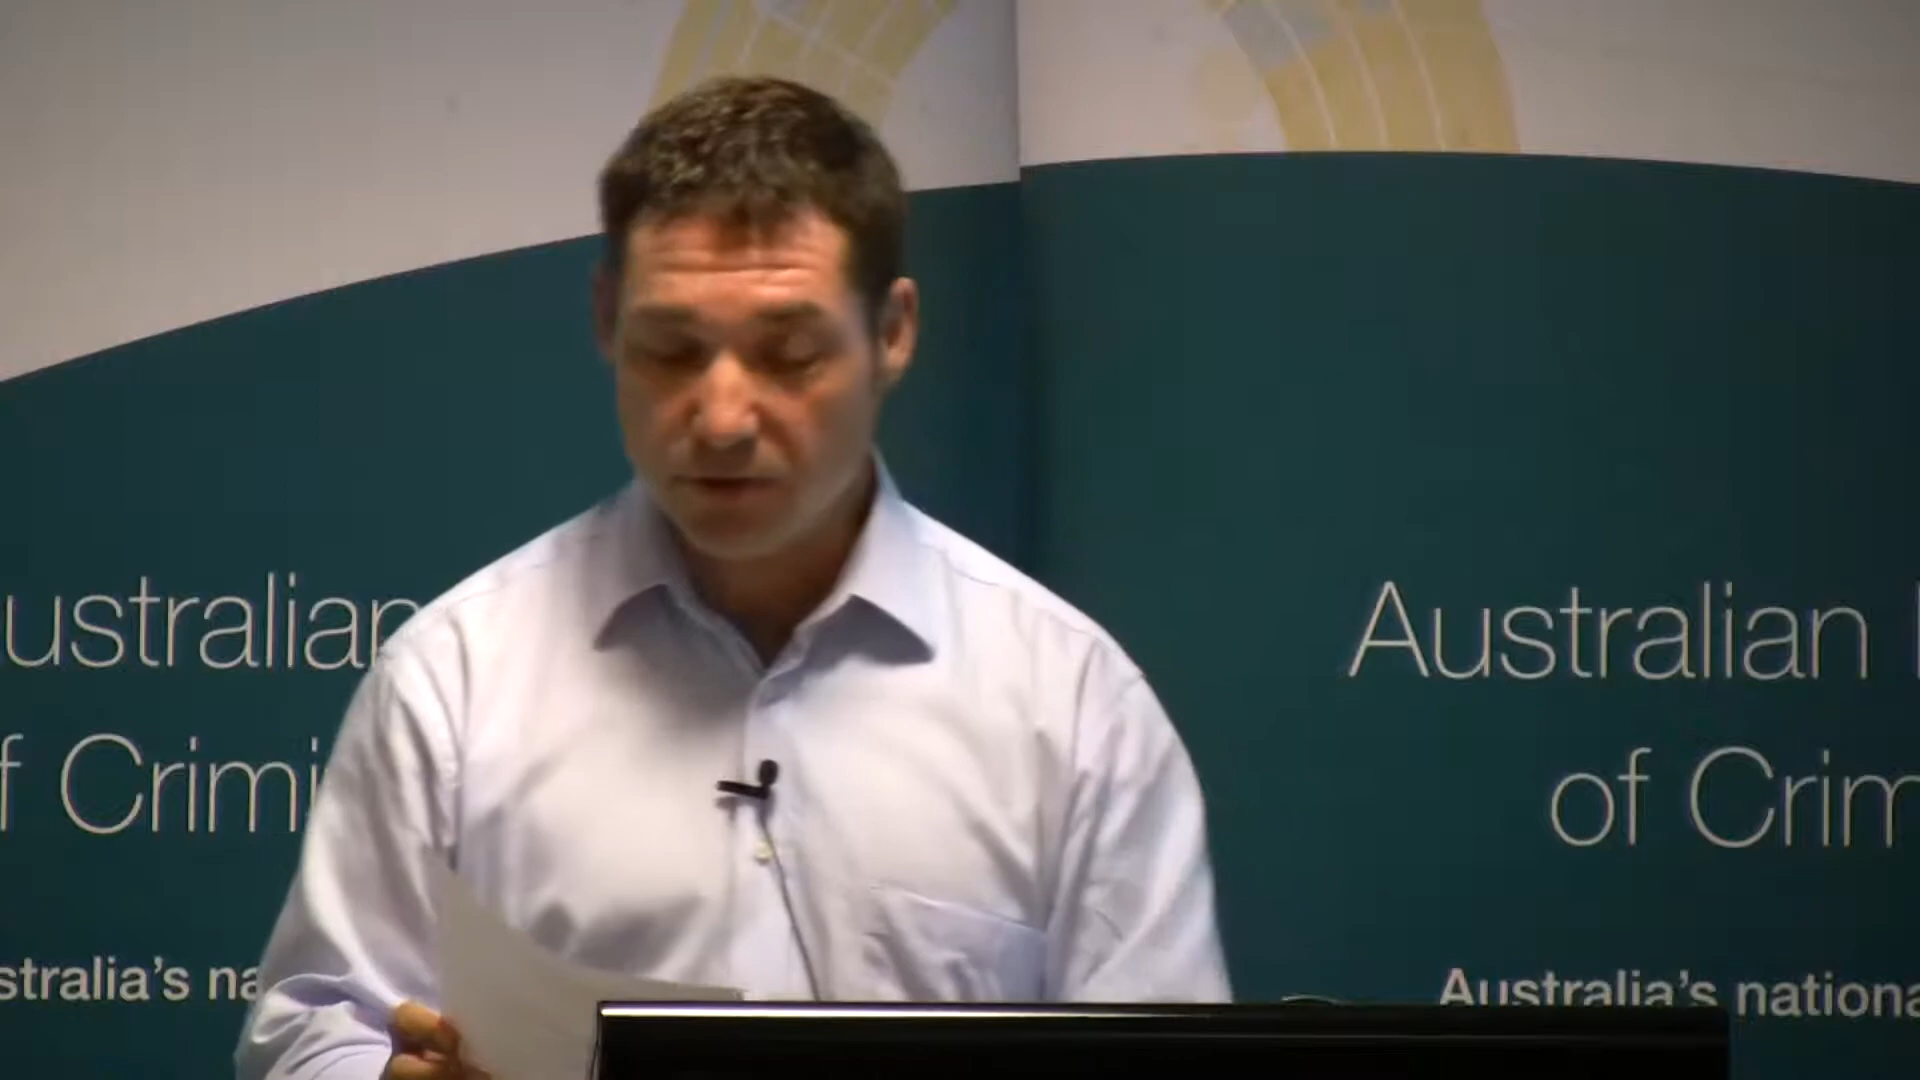 ustralian
f Crimi
stralia's na
Australian
of Crim
Australia's nationa